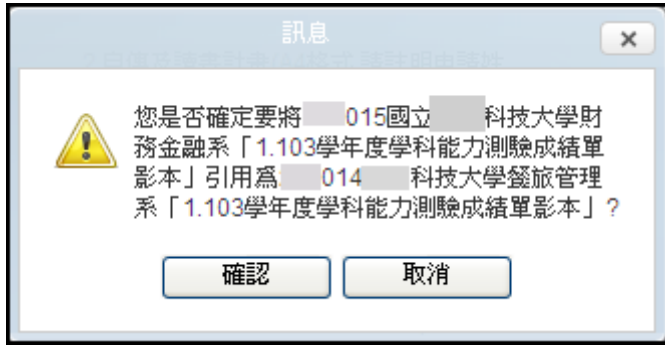 訊息
您是否確定要將 015國立 科技大學財
務金融系「1.103學年度學科能力測驗成績單
影本」引用為 014 科技大學餐旅管理
系「1.103學年度學科能力測驗成績單影本」?
確認
取消